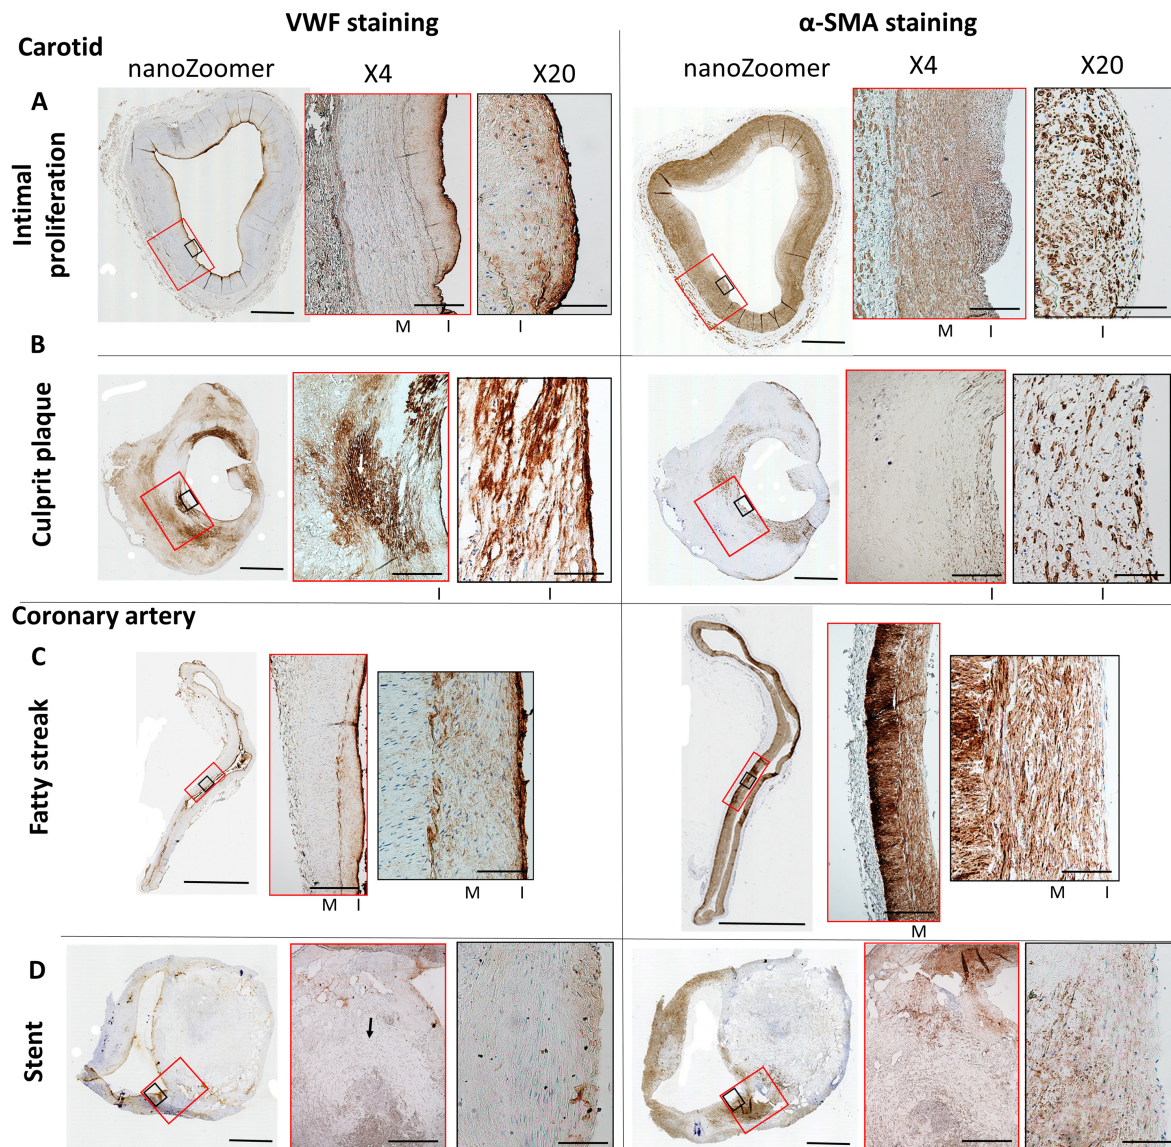 VWF staining
α-SMA staining
Carotid
nanoZoomer
X4
X20
nanoZoomer
X4
X20
A
Intimal
proliferation
M
I
I
M
I
I
B
Culprit plaque
I
I
I
I
Coronary artery
C
Fatty streak
M
I
M
I
M
M
I
D
Stent